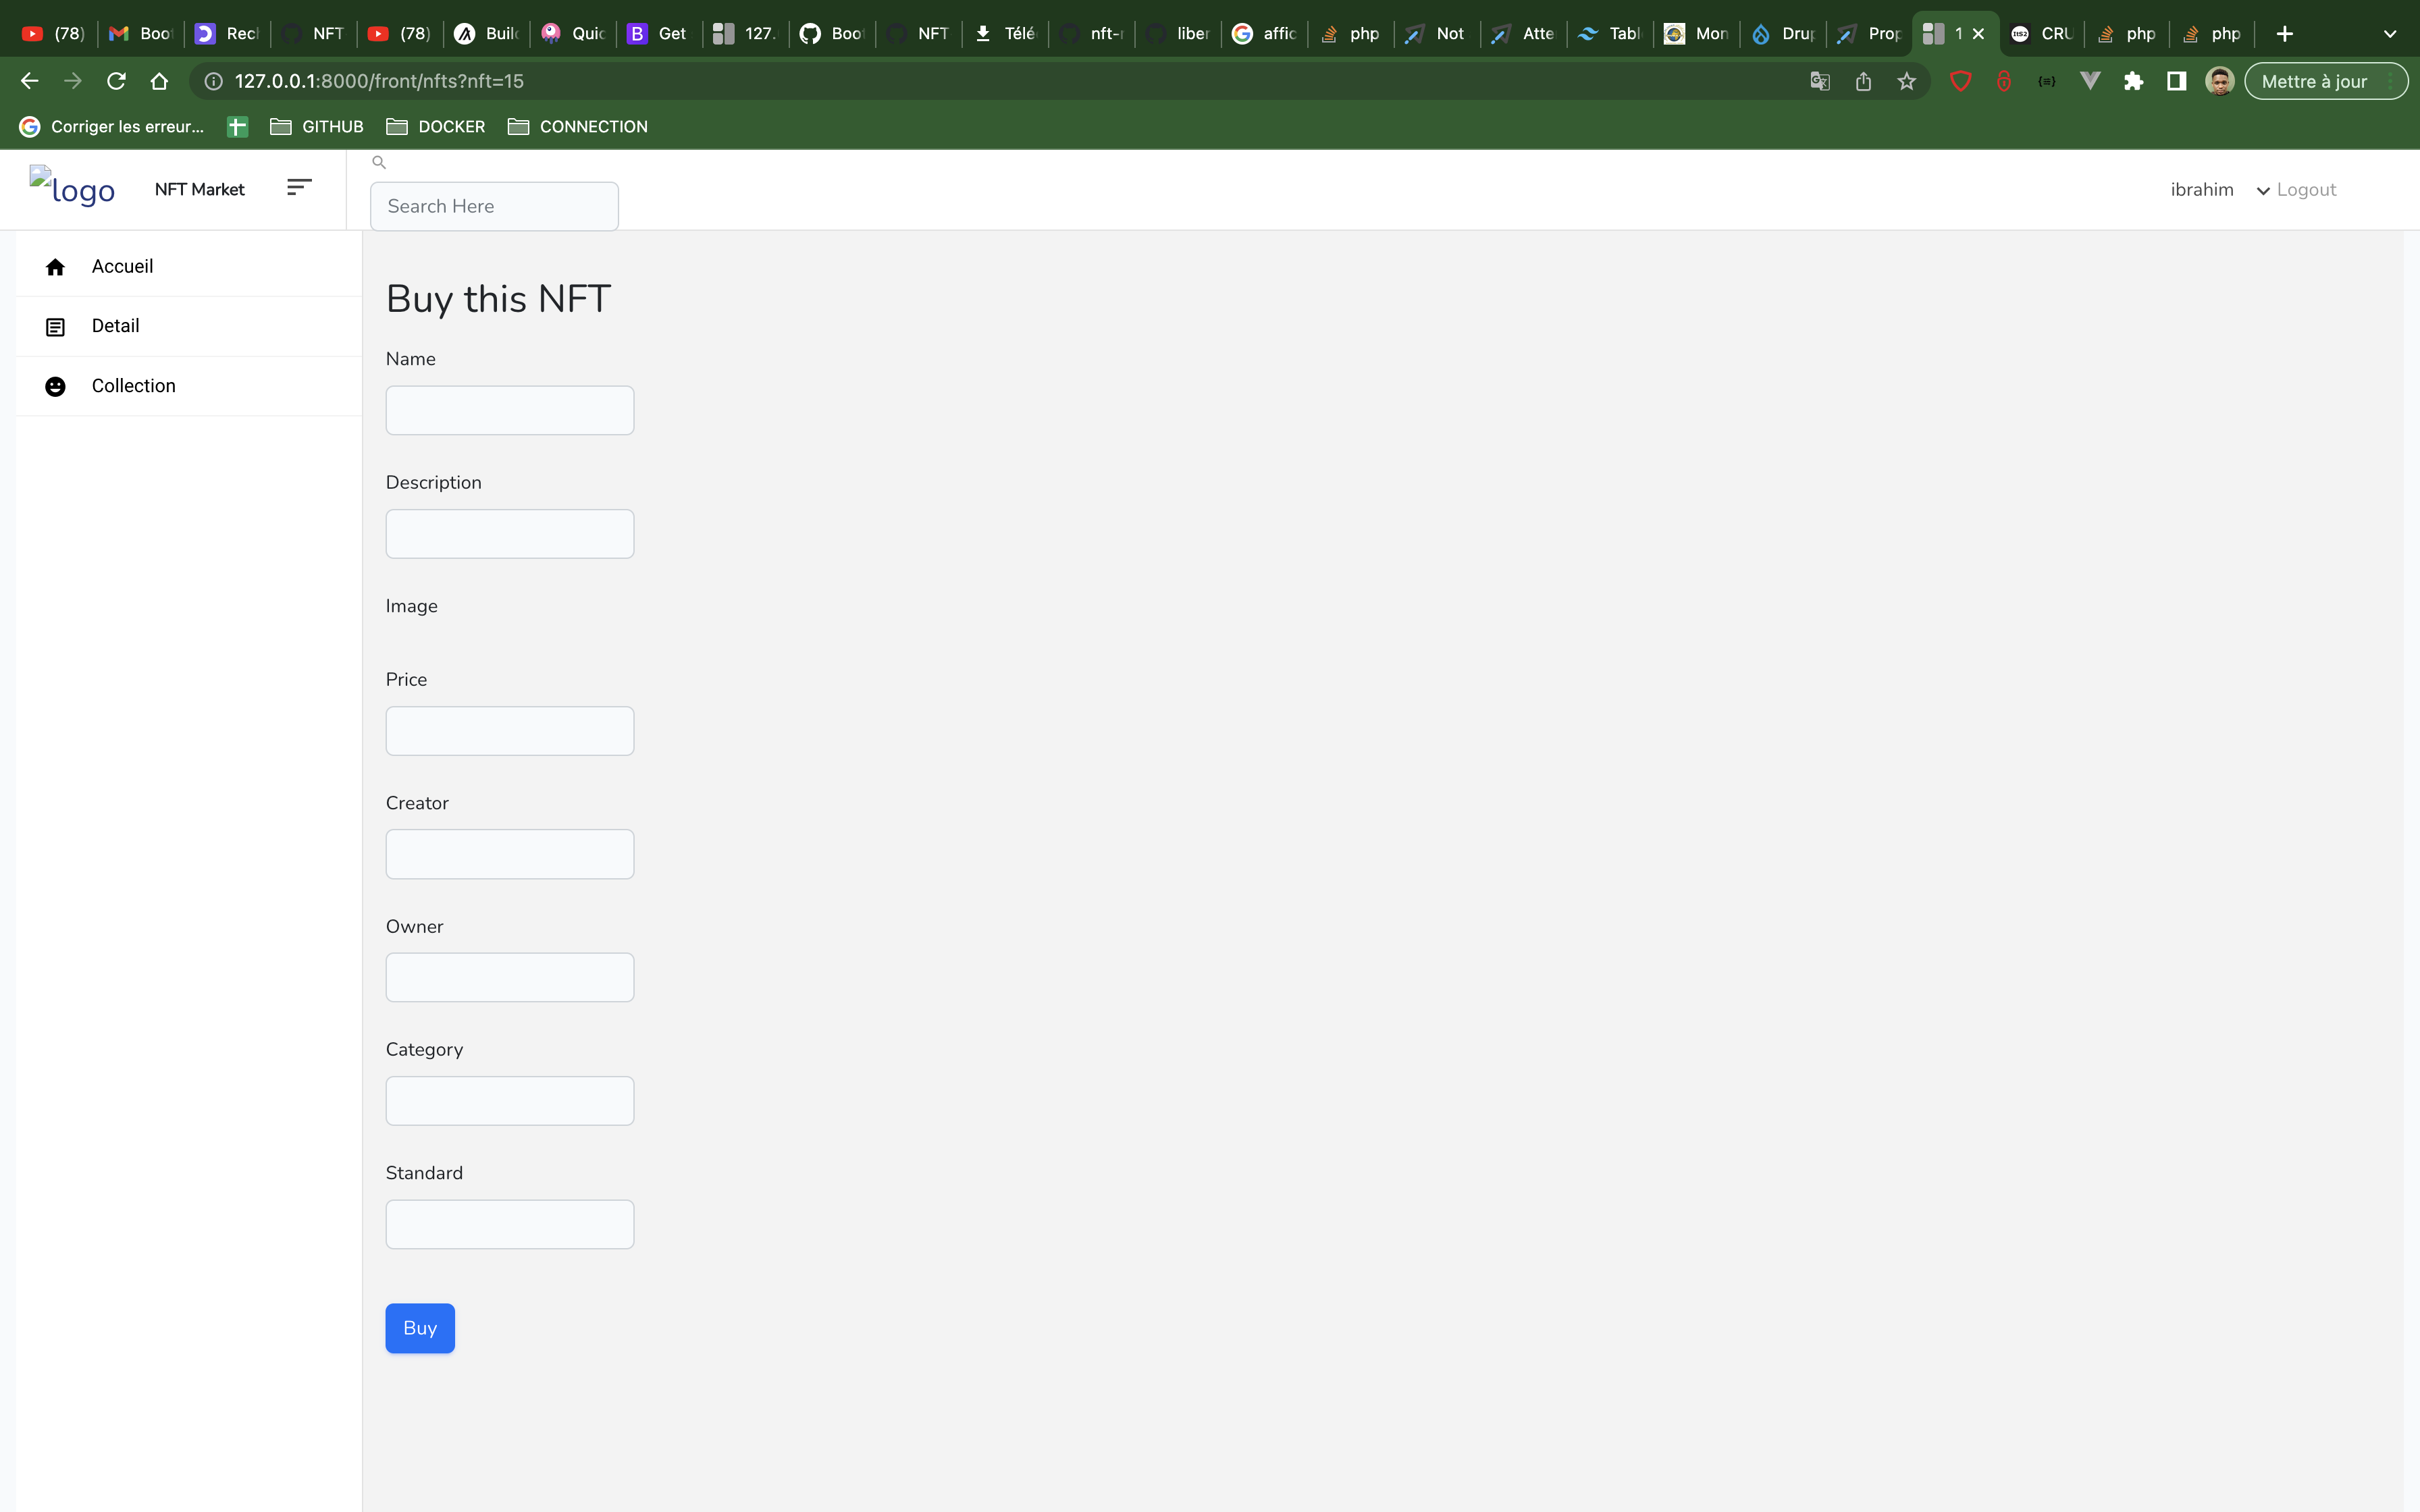 (78) Boo Rec NFT (78) Buil Quic Get 127. Boo NFT Télé nft-r liber affic php Not Atte Tabl Mon Drup Prop 1 CRU php php
127.0.0.1:8000/front/nfts?nft=15 Mettre à jour
Corriger les erreur... GITHUB DOCKER CONNECTION
logo NFT Market
Search Here
ibrahim Logout
Accueil
Detail
Collection
Buy this NFT
Name
Description
Image
Price
Creator
Owner
Category
Standard
Buy